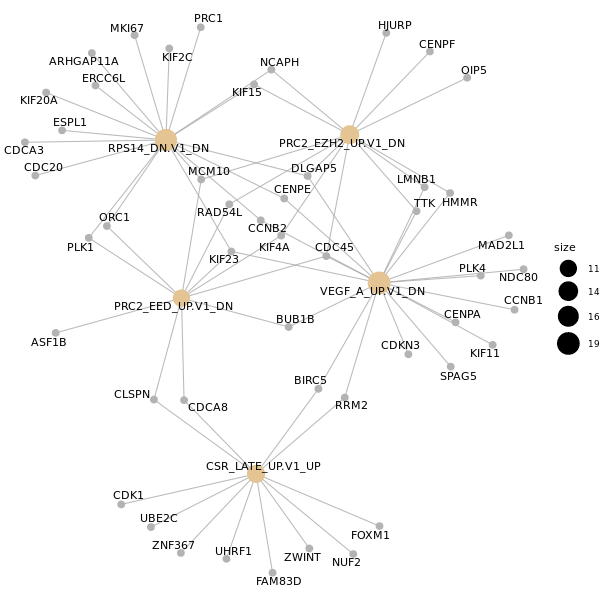 PRC1
MKI67
HJURP
CENPF
KIF2C
ARHGAP11A
NCAPH
OIP5
ERCC6L
KIF15
KIF20A
ESPL1
PRC2_EZH2_UP.V1_DN
RPS14_DN.V1_DN
CDCA3
CDC20
MCM10
DLGAP5
LMNB1
CENPE
HMMR
TTK
RAD54L
ORC1
CCNB2
PLK1
KIF4A
CDC45
MAD2L1
size
KIF23
PLK4
NDC80
11
VEGF_A_UP.V1_DN
14
CCNB1
PRC2_EED_UP.V1_DN
CENPA
16
BUB1B
ASF1B
CDKN3
KIF11
19
SPAG5
BIRC5
CLSPN
CDCA8
RRM2
CSR_LATE_UP.V1_UP
CDK1
UBE2C
FOXM1
ZNF367
UHRF1
ZWINT
NUF2
FAM83D